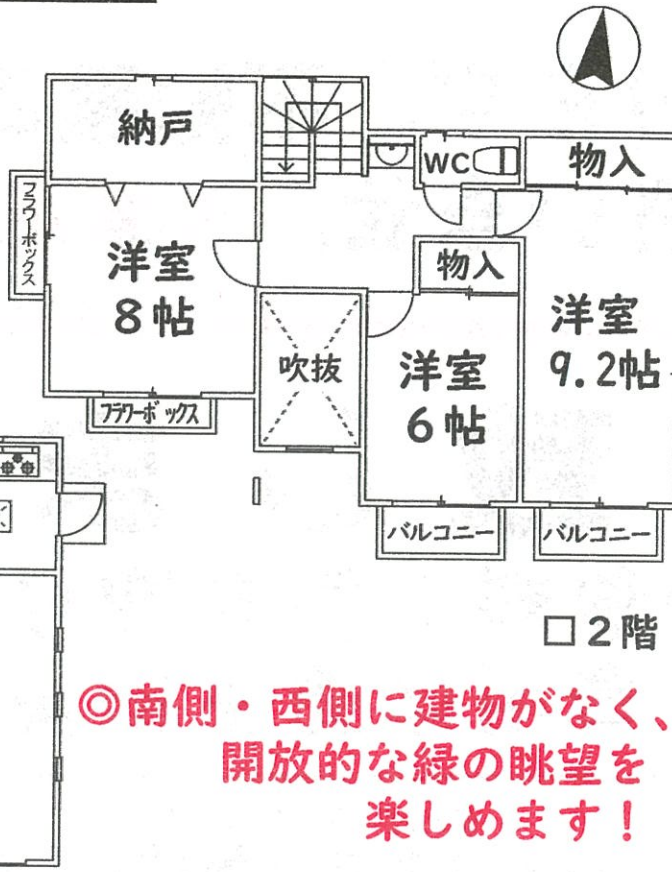 納戸
WC
物入
フラワーボックス
洋室
8帖
物入
洋室
9.2帖
吹抜
洋室
6帖
フラワーボックス
バルコニー
バルコニー
□2階
◎南側・西側に建物がなく、
開放的な緑の眺望を
楽しめます！